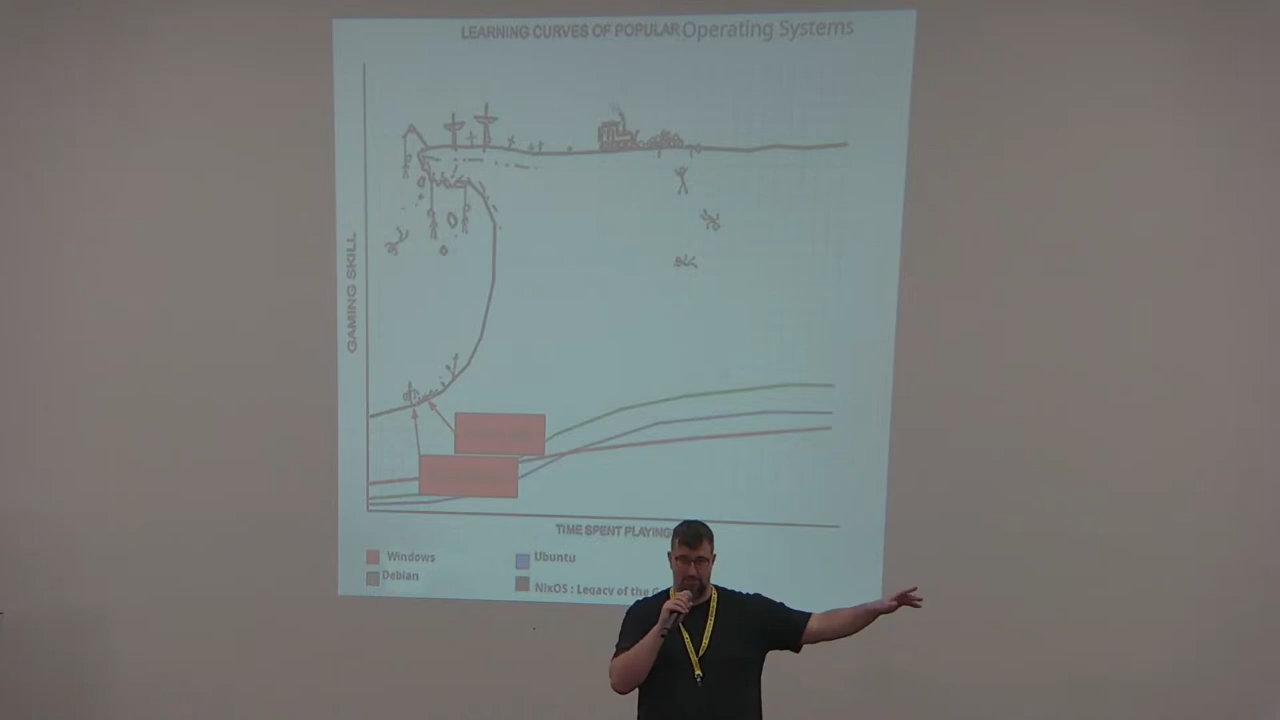 LEARNING CURVES OF POPULAR Operating Systems
GAMING SKILL
TIME SPENT PLAYING
Windows
Ubuntu
Debian
NixOS : Legacy of the